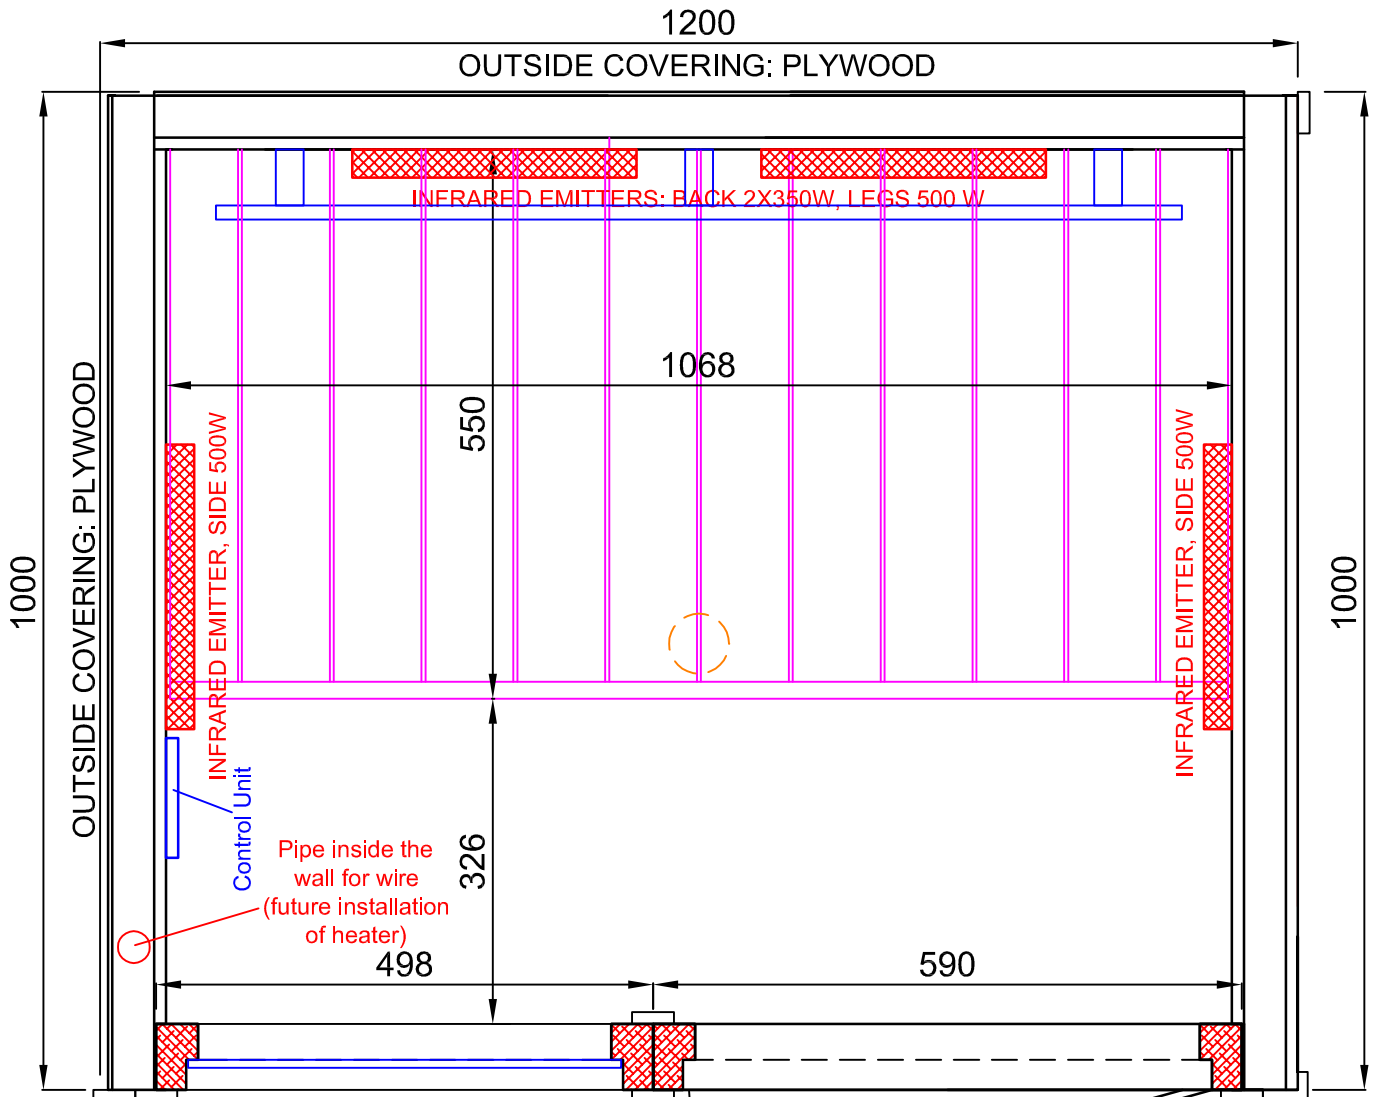 1200
OUTSIDE COVERING: PLYWOOD
INFRARED EMITTERS: BACK 2X350W, LEGS 500 W
1068
550
OUTSIDE COVERING: PLYWOOD
INFRARED EMITTER, SIDE 500W
INFRARED EMITTER, SIDE 500W
1000
1000
Control Unit
Pipe inside the
wall for wire
(future installation
of heater)
326
498
590